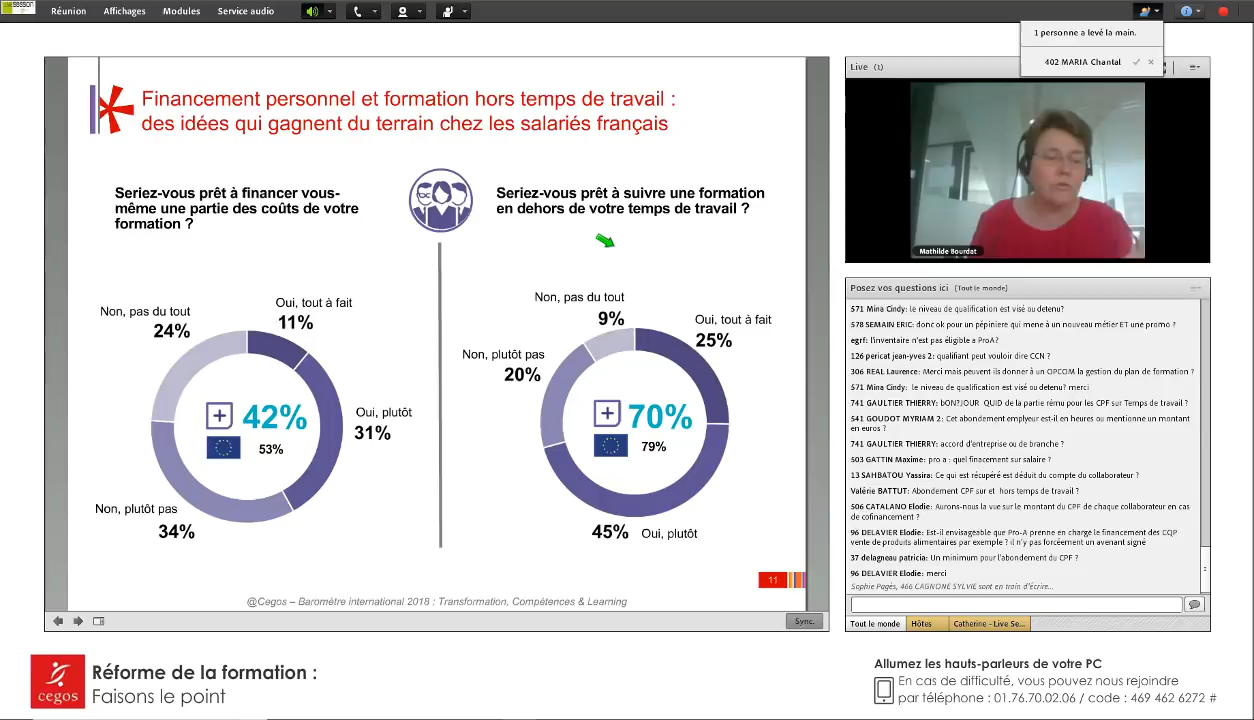 Réunion Affichages Modules Service audio
1 personne a levé la main.
402 MARIA Chantal
Financement personnel et formation hors temps de travail :
des idées qui gagnent du terrain chez les salariés français
Seriez-vous prêt à financer vous-
même une partie des coûts de votre
formation ?
Non, pas du tout
24%
Oui, tout à fait
11%
42%
53%
Oui, plutôt
31%
Non, plutôt pas
34%
Seriez-vous prêt à suivre une formation
en dehors de votre temps de travail ?
Non, pas du tout
9%
Oui, tout à fait
25%
Non, plutôt pas
20%
70%
79%
45% Oui, plutôt
11
@Cegos – Baromètre international 2018 : Transformation, Compétences & Learning
Sync.
Live (1)
Mathilde Bourdat
Posez vos questions ici (Tout le monde)
571 Mina Cindy: le niveau de qualification est visé ou detenu?
578 SEMAIN ERIC: donc ok pour un pépiniere qui mene à un nouveau métier ET une promo ?
egrf: l'inventaire n'est pas éligible a ProA?
126 pericat jean-yves 2: qualifiant peut vouloir dire CCN ?
306 REAL Laurence: Merci mais peuvent ils donner à un OPCOM la gestion du plan de formation ?
571 Mina Cindy: le niveau de qualification est visé ou detenu? merci
741 GAULTIER THIERRY: bON?JOUR QUID de la partie rému pour les CPF sur Temps de travail ?
541 GOUDOT MYRIAM 2: Cet abondement emplyeur est-il en heures ou mentionne un montant
en euros ?
741 GAULTIER THIERRY: accord d'entreprise ou de branche ?
503 GATTIN Maxime: pro a : quel finacement sur salaire ?
13 SAHBATOU Yassira: Ce qui est récupéré est déduit du compte du collaborateur ?
Valérie BATTUT: Abondement CPF sur et hors temps de travail ?
506 CATALANO Elodie: Aurons-nous la vue sur le montant du CPF de chaque collaborateur en cas
de cofinancement ?
96 DELAVIER Elodie: Est-il envisageable que Pro-A prenne en charge le financement des CQP
vente de produits alimentaires par exemple ? il n'y pas forcéement un avenant signé
37 delagneau patricia: Un minimum pour l'abondement du CPF ?
96 DELAVIER Elodie: merci
Sophie Pagès, 466 CAGNONE SYLVIE sont en train d'écrire...
Tout le monde Hôtes Catherine - Live Se...
cegos
Réforme de la formation :
Faisons le point
Allumez les hauts-parleurs de votre PC
En cas de difficulté, vous pouvez nous rejoindre
par téléphone : 01.76.70.02.06 / code : 469 462 6272 #